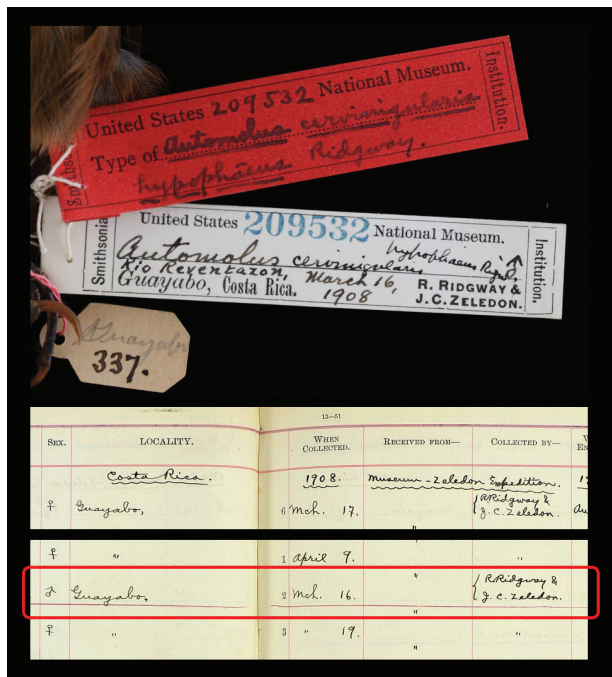 United States 209532 National Museum.
Type of Automolus cervinigularis
hypophaeus Ridgway.
Institution.
Smithsonian
United States 209532 National Museum.
Automolus cervinigularis hypophaeus Ridg.
Rio Reventazon, March 16,
Guayabo, Costa Rica. 1908
R. RIDGWAY &
J. C. ZELEDON.
Institution.
Guayabo
337.
13—51
SEX. LOCALITY. WHEN COLLECTED. RECEIVED FROM— COLLECTED BY—
Costa Rica. 1908. Museum-Zeledon Expedition.
♀ Guayabo, 6 Mch. 17. {R Ridgway & J. C. Zeledon.
"
♀ " 1 April 9. "
"
Guayabo, 2 Mch. 16. {R Ridgway & J. C. Zeledon.
"
♀ " 3 " 19. "
"